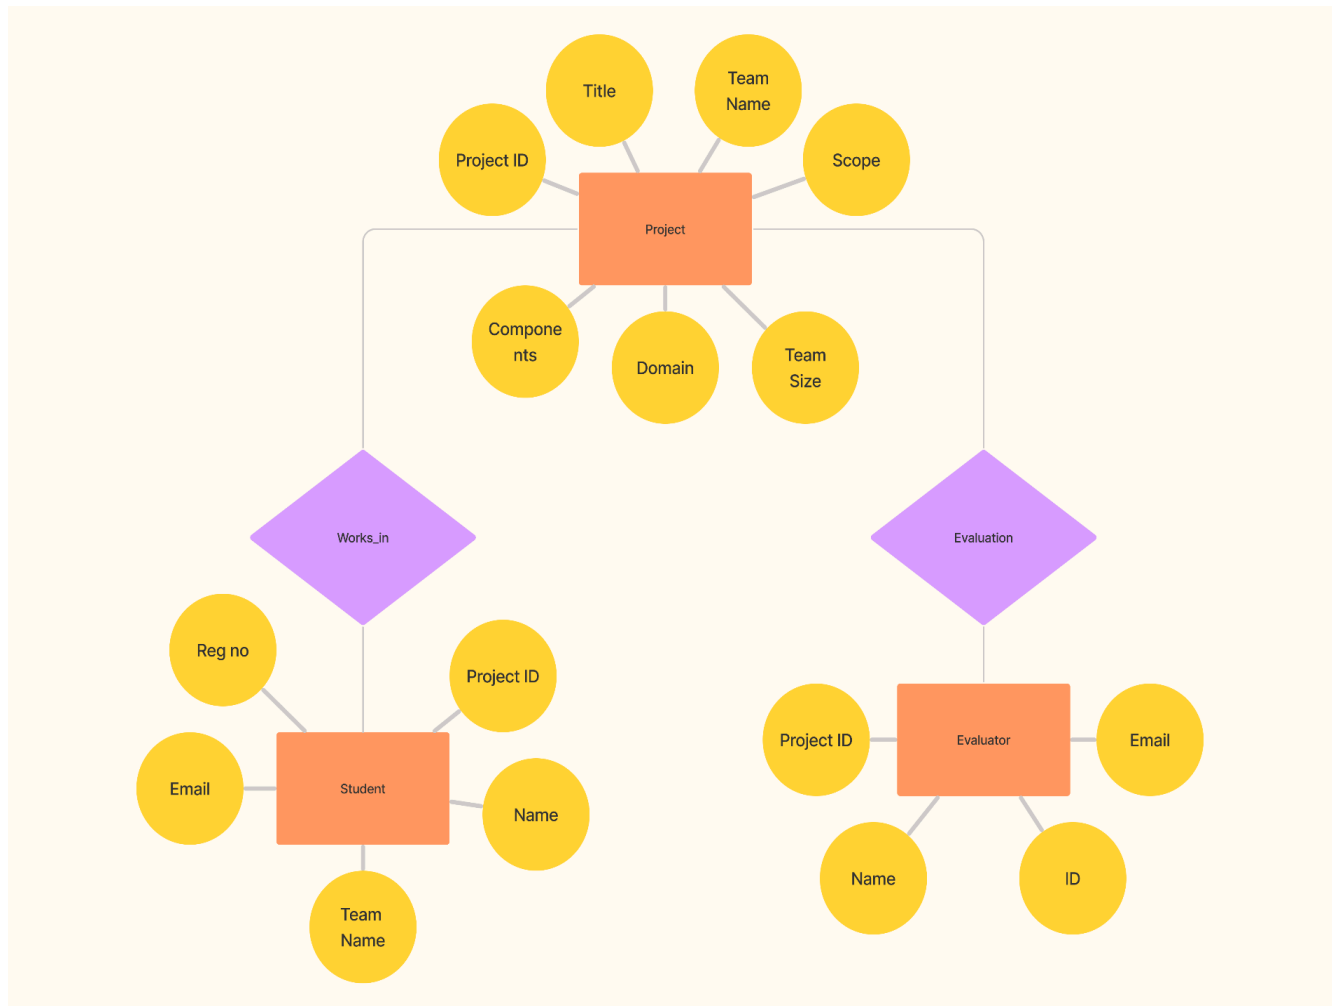 Title
Team
Name
Project ID
Scope
Project
Compone
nts
Domain
Team
Size
Works_in
Evaluation
Reg no
Project ID
Email
Student
Name
Team
Name
Project ID
Evaluator
Email
Name
ID